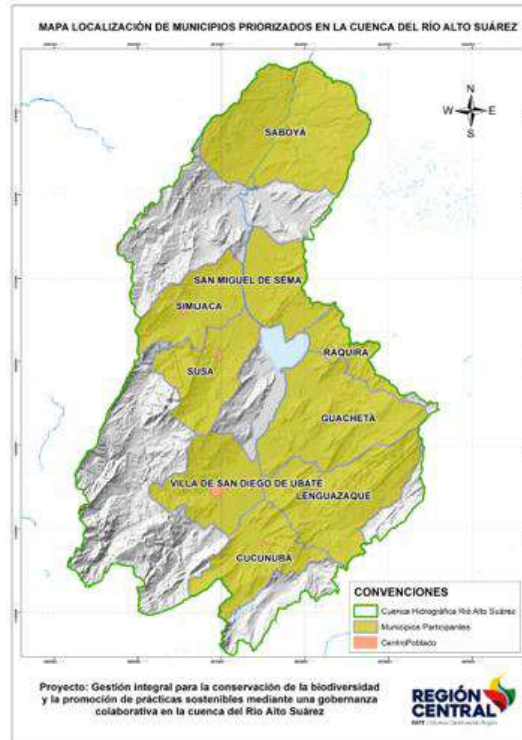 MAPA LOCALIZACIÓN DE MUNICIPIOS PRIORIZADOS EN LA CUENCA DEL RÍO ALTO SUÁREZ
N
W E
S
SABOYÁ
SAN MIGUEL DE SEMA
SIMIJACA
RAQUIRA
SUSA
GUACHETÁ
VILLA DE SAN DIEGO DE UBATE
LENGUAZAQUE
CUCUNUBÁ
CONVENCIONES
Cuenca Hidrográfica Rió Alto Suárez
Municipios Participantes
CentroPoblado
Proyecto: Gestión integral para la conservación de la biodiversidad
y la promoción de prácticas sostenibles mediante una gobernanza
colaborativa en la cuenca del Río Alto Suárez
REGIÓN
CENTRAL